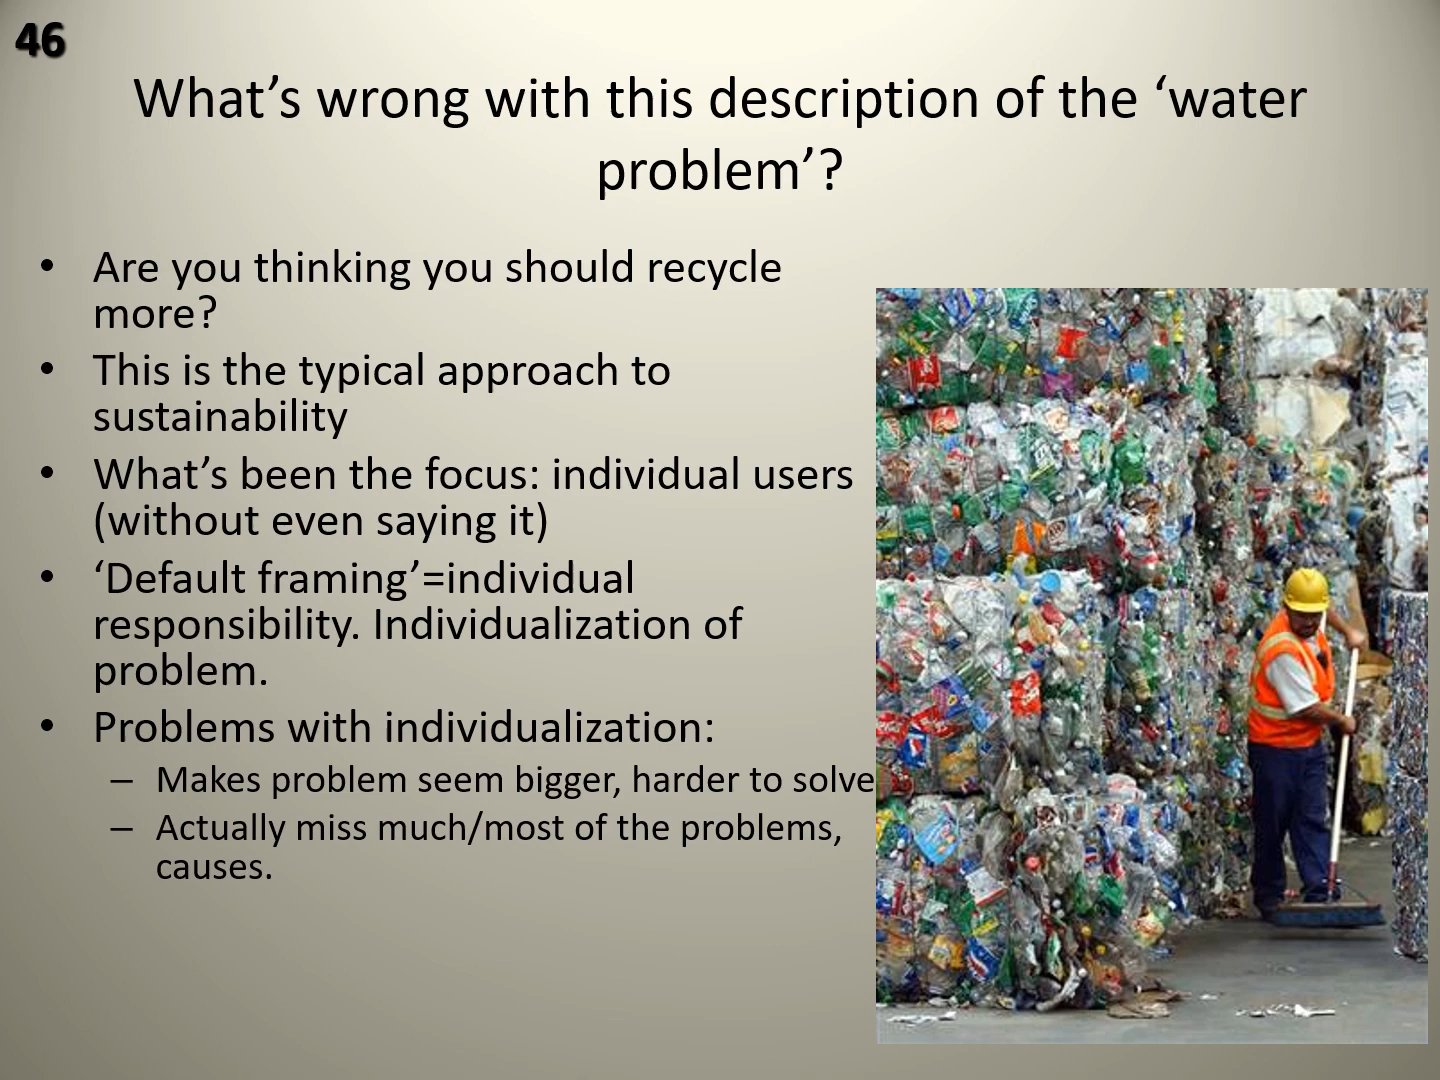 46
What’s wrong with this description of the ‘water
problem’?
• Are you thinking you should recycle
more?
• This is the typical approach to
sustainability
• What’s been the focus: individual users
(without even saying it)
• ‘Default framing’=individual
responsibility. Individualization of
problem.
• Problems with individualization:
– Makes problem seem bigger, harder to solve
– Actually miss much/most of the problems,
causes.